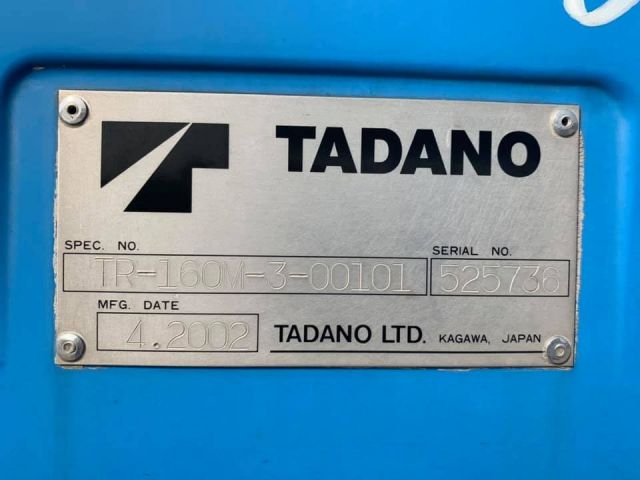 TADANO
SPEC. NO.
TR-160M-3-00101
SERIAL NO.
525736
MFG. DATE
4.2002
TADANO LTD. KAGAWA, JAPAN